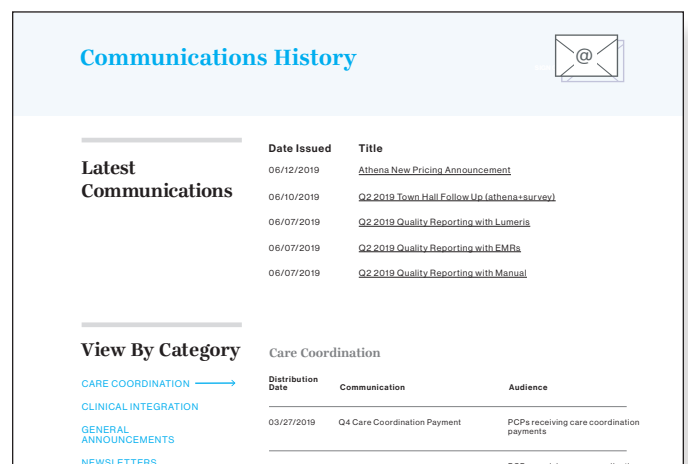 Communications History
@
Latest
Communications
Date Issued Title
06/12/2019 Athena New Pricing Announcement
06/10/2019 Q2 2019 Town Hall Follow Up (athena+survey)
06/07/2019 Q2 2019 Quality Reporting with Lumeris
06/07/2019 Q2 2019 Quality Reporting with EMRs
06/07/2019 Q2 2019 Quality Reporting with Manual
View By Category
CARE COORDINATION
CLINICAL INTEGRATION
GENERAL
ANNOUNCEMENTS
NEWSLETTERS
Care Coordination
Distribution
Date Communication Audience
03/27/2019 Q4 Care Coordination Payment PCPs receiving care coordination
payments